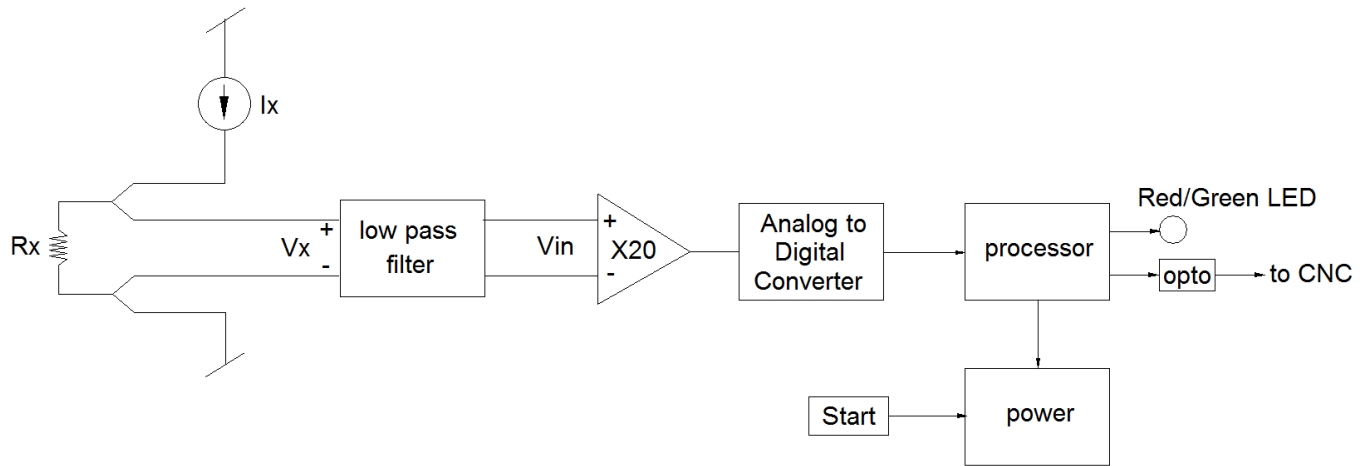 Ix
Rx
+
Vx
-
low pass
filter
Vin
+
X20
-
Analog to
Digital
Converter
processor
Red/Green LED
opto
to CNC
Start
power